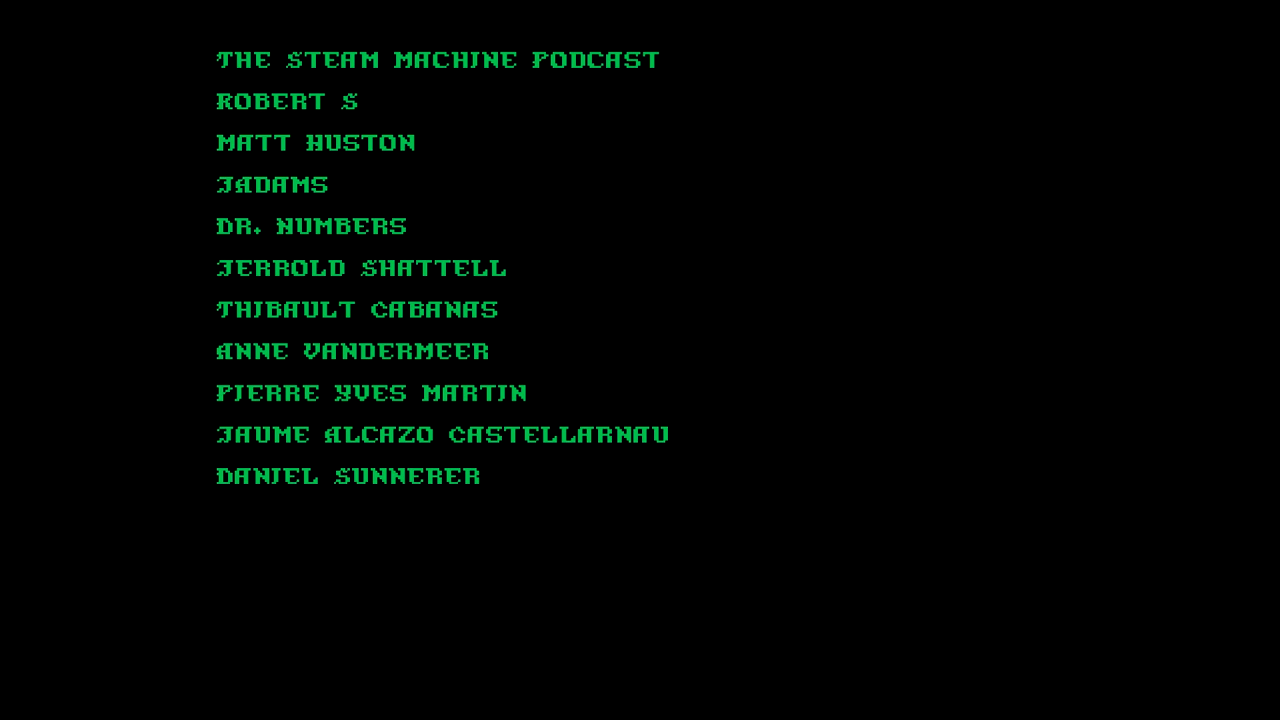 THE STEAM MACHINE PODCAST
ROBERT S
MATT HUSTON
JADAMS
DR. NUMBERS
JERROLD SHATTELL
THIBAULT CABANAS
ANNE VANDERMEER
PIERRE YVES MARTIN
JAUME ALCAZO CASTELLARNAU
DANIEL SUNNERER